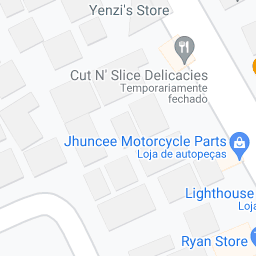 Yenzi's Store
Cut N' Slice Delicacies
Temporariamente
fechado
Jhuncee Motorcycle Parts
Loja de autopeças
Lighthouse
Loja
Ryan Store